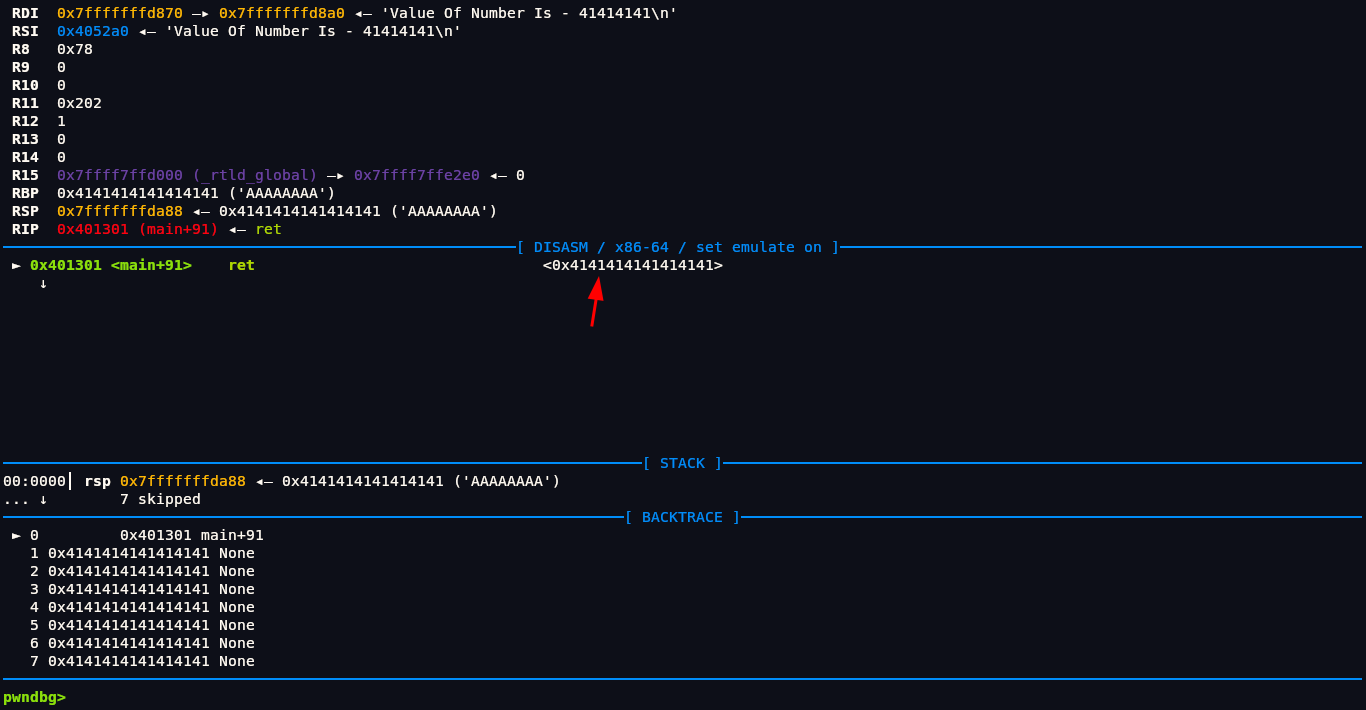 RDI 0x7fffffffd870 —▸ 0x7fffffffd8a0 ◂— 'Value Of Number Is - 41414141\n'
RSI 0x4052a0 ◂— 'Value Of Number Is - 41414141\n'
R8 0x78
R9 0
R10 0
R11 0x202
R12 1
R13 0
R14 0
R15 0x7ffff7ffd000 (_rtld_global) —▸ 0x7ffff7ffe2e0 ◂— 0
RBP 0x4141414141414141 ('AAAAAAAA')
RSP 0x7fffffffda88 ◂— 0x4141414141414141 ('AAAAAAAA')
RIP 0x401301 (main+91) ◂— ret
[ DISASM / x86-64 / set emulate on ]
► 0x401301 <main+91> ret <0x4141414141414141>
↓
[ STACK ]
00:0000│ rsp 0x7fffffffda88 ◂— 0x4141414141414141 ('AAAAAAAA')
... ↓ 7 skipped
[ BACKTRACE ]
► 0 0x401301 main+91
1 0x4141414141414141 None
2 0x4141414141414141 None
3 0x4141414141414141 None
4 0x4141414141414141 None
5 0x4141414141414141 None
6 0x4141414141414141 None
7 0x4141414141414141 None
pwndbg>